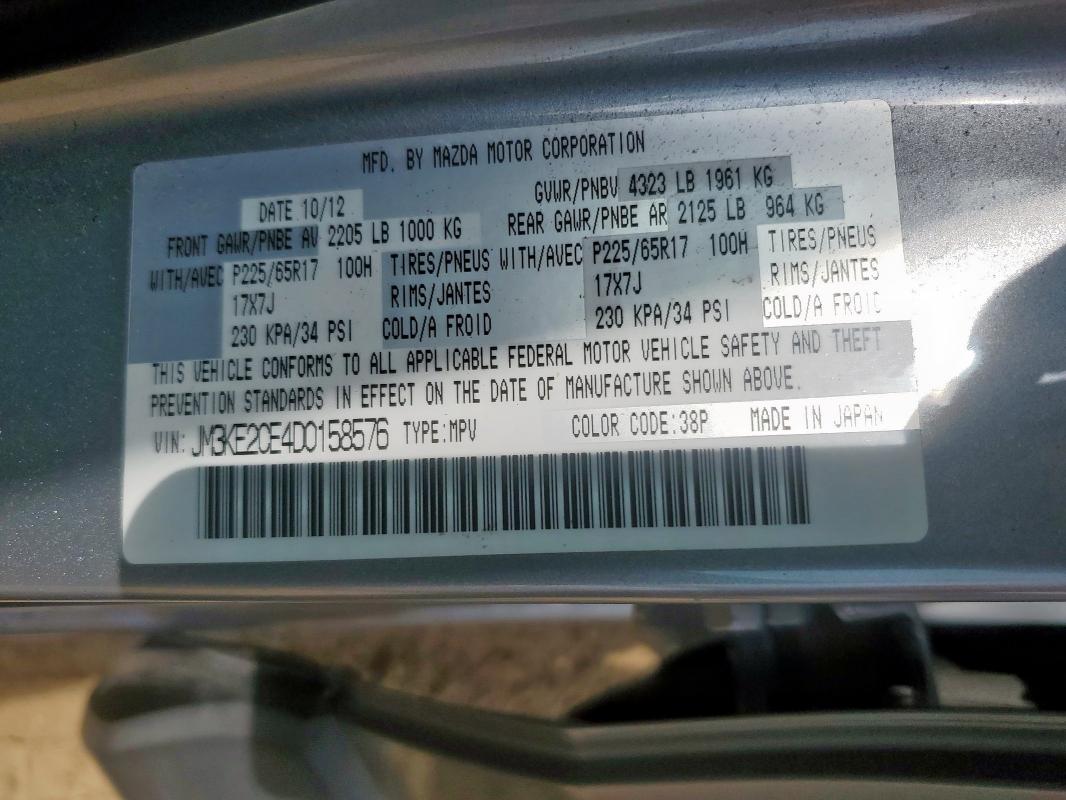 MFD. BY MAZDA MOTOR CORPORATION
DATE 10/12 GVWR/PNBV 4323 LB 1961 KG
FRONT GAWR/PNBE AV 2205 LB 1000 KG REAR GAWR/PNBE AR 2125 LB 964 KG
WITH/AVEC P225/65R17 100H TIRES/PNEUS WITH/AVEC P225/65R17 100H TIRES/PNEUS
17X7J RIMS/JANTES 17X7J RIMS/JANTES
230 KPA/34 PSI COLD/A FROID 230 KPA/34 PSI COLD/A FROID
THIS VEHICLE CONFORMS TO ALL APPLICABLE FEDERAL MOTOR VEHICLE SAFETY AND THEFT
PREVENTION STANDARDS IN EFFECT ON THE DATE OF MANUFACTURE SHOWN ABOVE.
VIN: JM3KE2CE4D0158576 TYPE:MPV COLOR CODE:38P MADE IN JAPAN